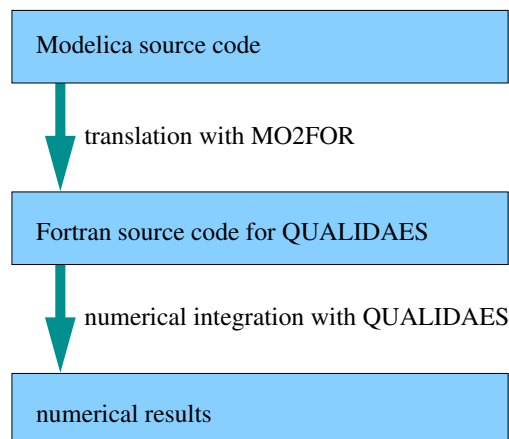 Modelica source code
translation with MO2FOR
Fortran source code for QUALIDAES
numerical integration with QUALIDAES
numerical results